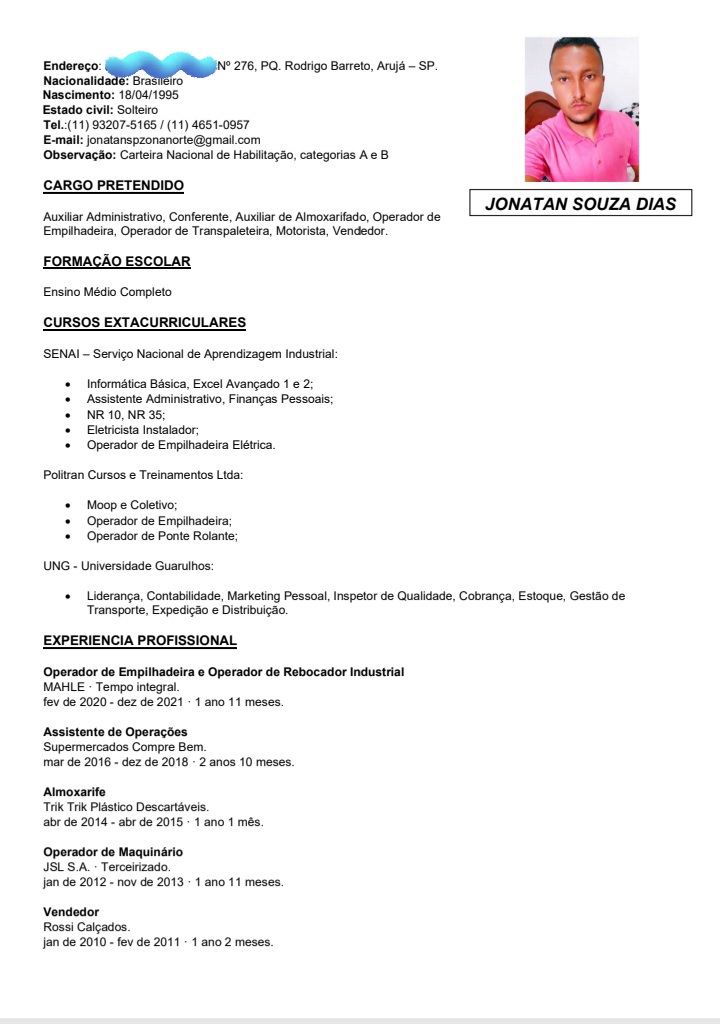 Endereço: Nº 276, PQ. Rodrigo Barreto, Arujá – SP.
Nacionalidade: Brasileiro
Nascimento: 18/04/1995
Estado civil: Solteiro
Tel.:(11) 93207-5165 / (11) 4651-0957
E-mail: jonatanspzonanorte@gmail.com
Observação: Carteira Nacional de Habilitação, categorias A e B
JONATAN SOUZA DIAS
CARGO PRETENDIDO
Auxiliar Administrativo, Conferente, Auxiliar de Almoxarifado, Operador de
Empilhadeira, Operador de Transpaleteira, Motorista, Vendedor.
FORMAÇÃO ESCOLAR
Ensino Médio Completo
CURSOS EXTACURRICULARES
SENAI – Serviço Nacional de Aprendizagem Industrial:
• Informática Básica, Excel Avançado 1 e 2;
• Assistente Administrativo, Finanças Pessoais;
• NR 10, NR 35;
• Eletricista Instalador;
• Operador de Empilhadeira Elétrica.
Politran Cursos e Treinamentos Ltda:
• Moop e Coletivo;
• Operador de Empilhadeira;
• Operador de Ponte Rolante;
UNG - Universidade Guarulhos:
• Liderança, Contabilidade, Marketing Pessoal, Inspetor de Qualidade, Cobrança, Estoque, Gestão de
Transporte, Expedição e Distribuição.
EXPERIENCIA PROFISSIONAL
Operador de Empilhadeira e Operador de Rebocador Industrial
MAHLE · Tempo integral.
fev de 2020 - dez de 2021 · 1 ano 11 meses.
Assistente de Operações
Supermercados Compre Bem.
mar de 2016 - dez de 2018 · 2 anos 10 meses.
Almoxarife
Trik Trik Plástico Descartáveis.
abr de 2014 - abr de 2015 · 1 ano 1 mês.
Operador de Maquinário
JSL S.A. · Terceirizado.
jan de 2012 - nov de 2013 · 1 ano 11 meses.
Vendedor
Rossi Calçados.
jan de 2010 - fev de 2011 · 1 ano 2 meses.